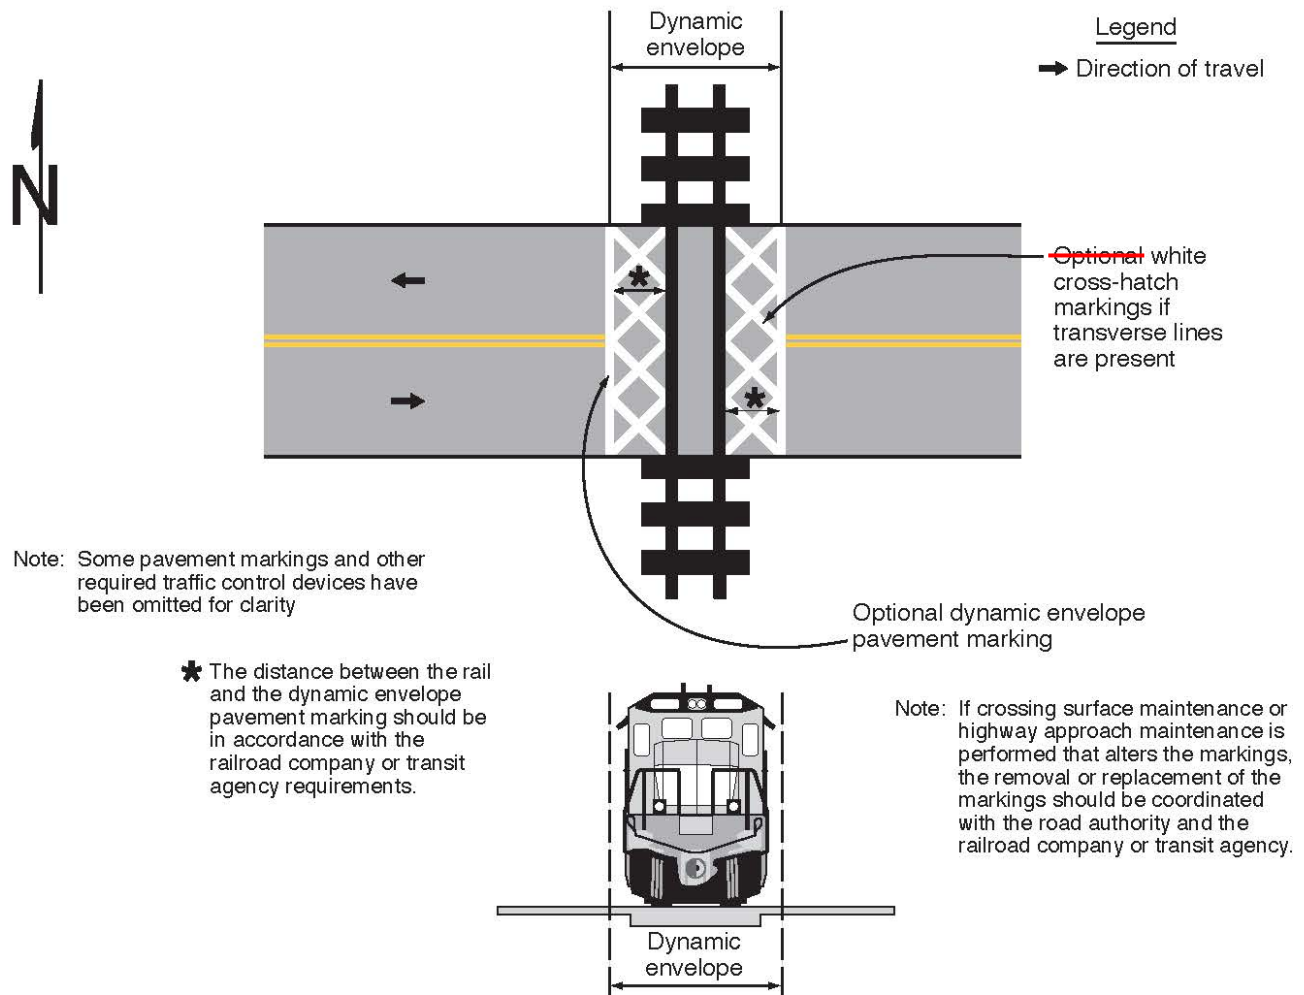 Dynamic
envelope
Legend
Direction of travel
N
Optional white
cross-hatch
markings if
transverse lines
are present
*
*
Note: Some pavement markings and other
required traffic control devices have
been omitted for clarity
Optional dynamic envelope
pavement marking
* The distance between the rail
and the dynamic envelope
pavement marking should be
in accordance with the
railroad company or transit
agency requirements.
Note: If crossing surface maintenance or
highway approach maintenance is
performed that alters the markings,
the removal or replacement of the
markings should be coordinated
with the road authority and the
railroad company or transit agency.
Dynamic
envelope